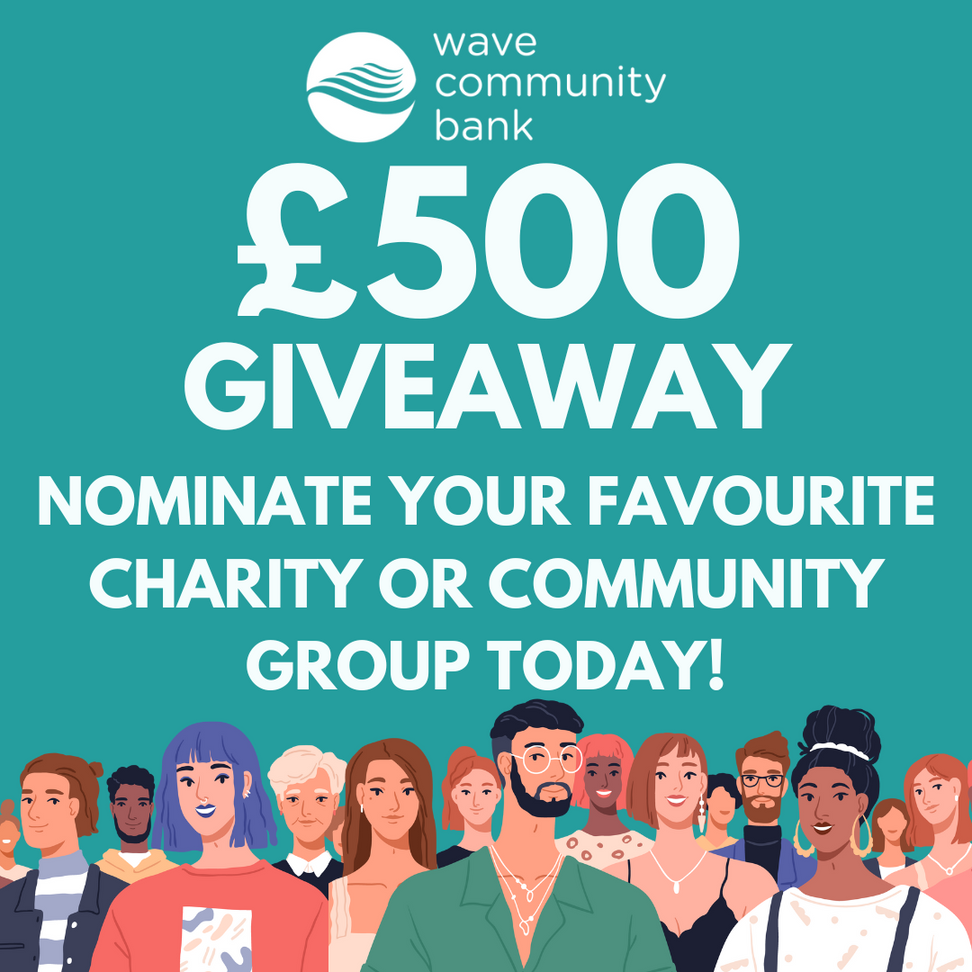 wave
community
bank
£500
GIVEAWAY
NOMINATE YOUR FAVOURITE
CHARITY OR COMMUNITY
GROUP TODAY!